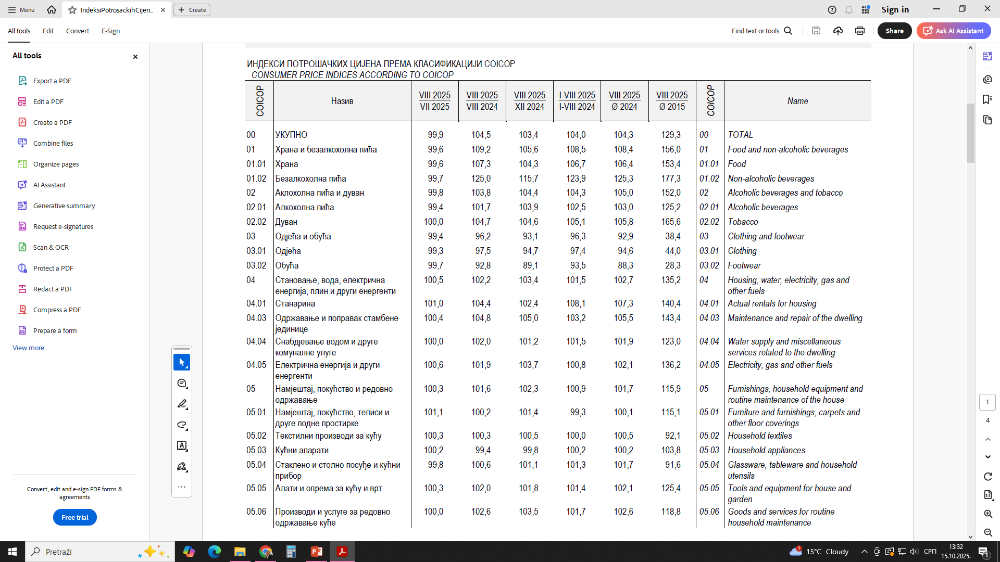 Menu
IndeksiPotrosackihCijen...
Create
Sign in
All tools Edit Convert E-Sign
Find text or tools
Share
Ask AI Assistant
All tools
Export a PDF
Edit a PDF
Create a PDF
Combine files
Organize pages
AI Assistant
Generative summary
Request e-signatures
Scan & OCR
Protect a PDF
Redact a PDF
Compress a PDF
Prepare a form
View more
Convert, edit and e-sign PDF forms &
agreements
Free trial
ИНДЕКСИ ПОТРОШАЧКИХ ЦИЈЕНА ПРЕМА КЛАСИФИКАЦИЈИ COICOP
CONSUMER PRICE INDICES ACCORDING TO COICOP
COICOP Назив VIII 2025 VIII 2025 VIII 2025 I-VIII 2025 VIII 2025 VIII 2025 COICOP Name
VII 2025 VIII 2024 XII 2024 I-VIII 2024 Ø 2024 Ø 2015
00 УКУПНО 99,9 104,5 103,4 104,0 104,3 129,3 00 TOTAL
01 Храна и безалкохолна пића 99,6 109,2 105,6 108,5 108,4 156,0 01 Food and non-alcoholic beverages
01.01 Храна 99,6 107,3 104,3 106,7 106,4 153,4 01.01 Food
01.02 Безалкохолна пића 99,7 125,0 115,7 123,9 125,3 177,3 01.02 Non-alcoholic beverages
02 Аклохолна пића и дуван 99,8 103,8 104,4 104,3 105,0 152,0 02 Alcoholic beverages and tobacco
02.01 Алкохолна пића 99,4 101,7 103,9 102,5 103,0 125,2 02.01 Alcoholic beverages
02.02 Дуван 100,0 104,7 104,6 105,1 105,8 165,6 02.02 Tobacco
03 Одјећа и обућа 99,4 96,2 93,1 96,3 92,9 38,4 03 Clothing and footwear
03.01 Одјећа 99,3 97,5 94,7 97,4 94,6 44,0 03.01 Clothing
03.02 Обућа 99,7 92,8 89,1 93,5 88,3 28,3 03.02 Footwear
04 Становање, вода, електрична 100,5 102,2 103,4 101,5 102,7 135,2 04 Housing, water, electricity, gas and
енергија, плин и други енергенти other fuels
04.01 Станарина 101,0 104,4 102,4 108,1 107,3 140,4 04.01 Actual rentals for housing
04.03 Одржавање и поправак стамбене 100,4 104,8 105,0 103,2 105,5 143,4 04.03 Maintenance and repair of the dwelling
јединице
04.04 Снабдјевање водом и друге 100,0 102,0 101,2 101,5 101,9 123,0 04.04 Water supply and miscellaneous
комуналне улуге services related to the dwelling
04.05 Електрична енергија и други 100,6 101,9 103,7 100,8 102,1 136,2 04.05 Electricity, gas and other fuels
енергенти
05 Намјештај, покућство и редовно 100,3 101,6 102,3 100,9 101,7 115,9 05 Furnishings, household equipment and
одржавање routine maintenance of the house
05.01 Намјештај, покућство, теписи и 101,1 100,2 101,4 99,3 100,1 115,1 05.01 Furniture and furnishings, carpets and
друге подне простирке other floor coverings
05.02 Текстилни производи за кућу 100,3 100,3 100,5 100,0 100,5 92,1 05.02 Household textiles
05.03 Кућни апарати 100,2 99,4 99,8 100,2 100,2 103,8 05.03 Household appliances
05.04 Стаклено и столно посуђе и кућни 99,8 100,6 101,1 101,3 101,7 91,6 05.04 Glassware, tableware and household
прибор utensils
05.05 Алати и опрема за кућу и врт 100,3 102,0 101,8 101,4 102,1 125,4 05.05 Tools and equipment for house and
garden
05.06 Производи и услуге за редовно 100,0 102,6 103,5 101,7 102,6 118,8 05.06 Goods and services for routine
одржавање куће household maintenance
1
4
Pretraži
1
15°C Cloudy
СРП
13:32
15.10.2025.
1